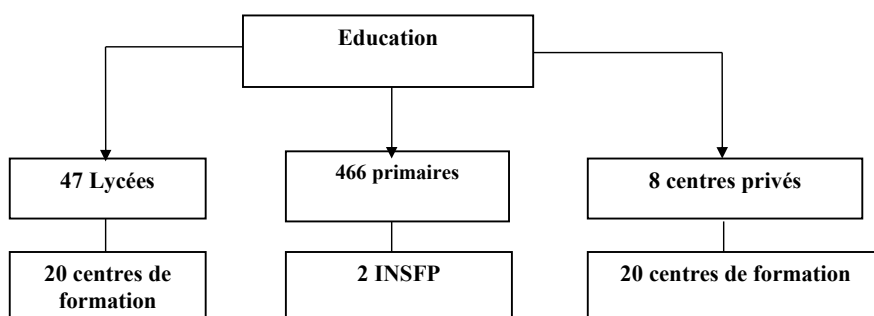 Education
47 Lycées
466 primaires
8 centres privés
20 centres de
formation
2 INSFP
20 centres de formation